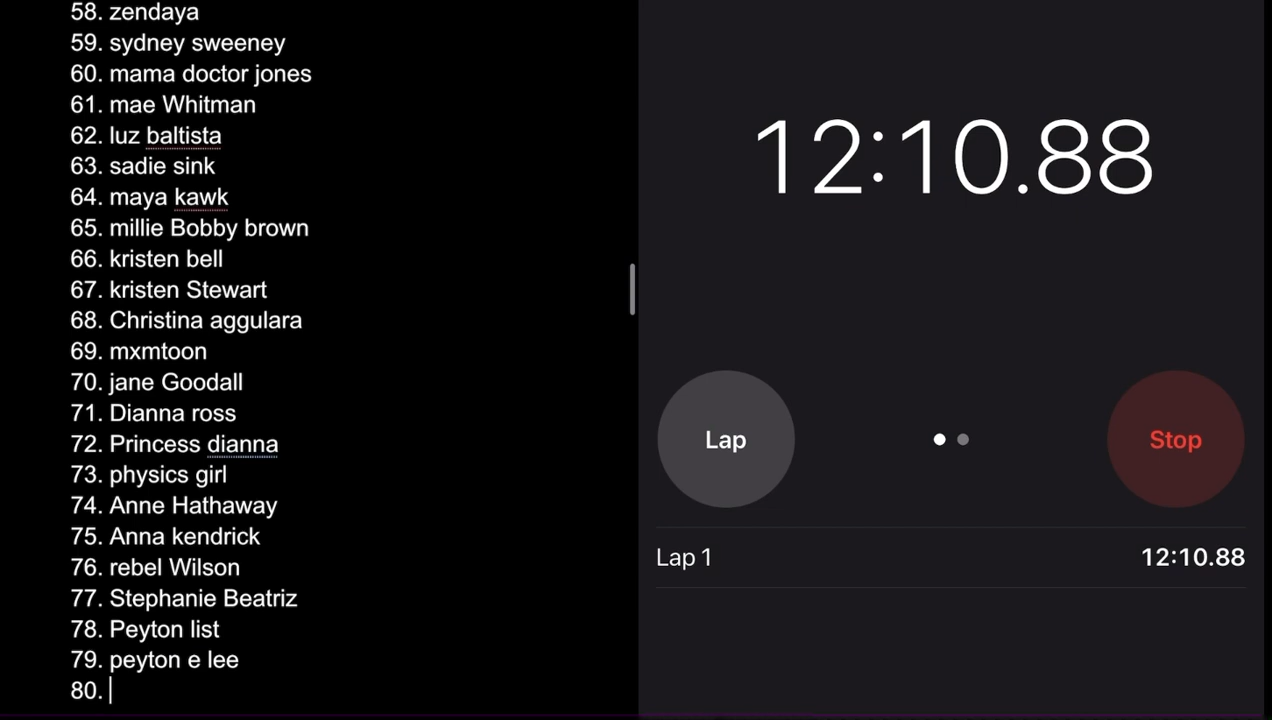 58. zendaya
59. sydney sweeney
60. mama doctor jones
61. mae Whitman
62. luz baltista
63. sadie sink
64. maya kawk
65. millie Bobby brown
66. kristen bell
67. kristen Stewart
68. Christina aggulara
69. mxmtoon
70. jane Goodall
71. Dianna ross
72. Princess dianna
73. physics girl
74. Anne Hathaway
75. Anna kendrick
76. rebel Wilson
77. Stephanie Beatriz
78. Peyton list
79. peyton e lee
80.
12:10.88
Lap
Stop
Lap 1 12:10.88